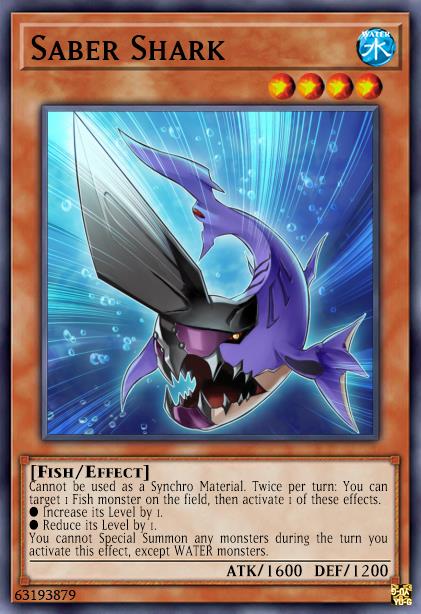 SABER SHARK
WATER
水
[FISH/EFFECT]
Cannot be used as a Synchro Material. Twice per turn: You can
target 1 Fish monster on the field, then activate 1 of these effects.
● Increase its Level by 1.
● Reduce its Level by 1.
You cannot Special Summon any monsters during the turn you
activate this effect, except WATER monsters.
ATK/1600 DEF/1200
63193879